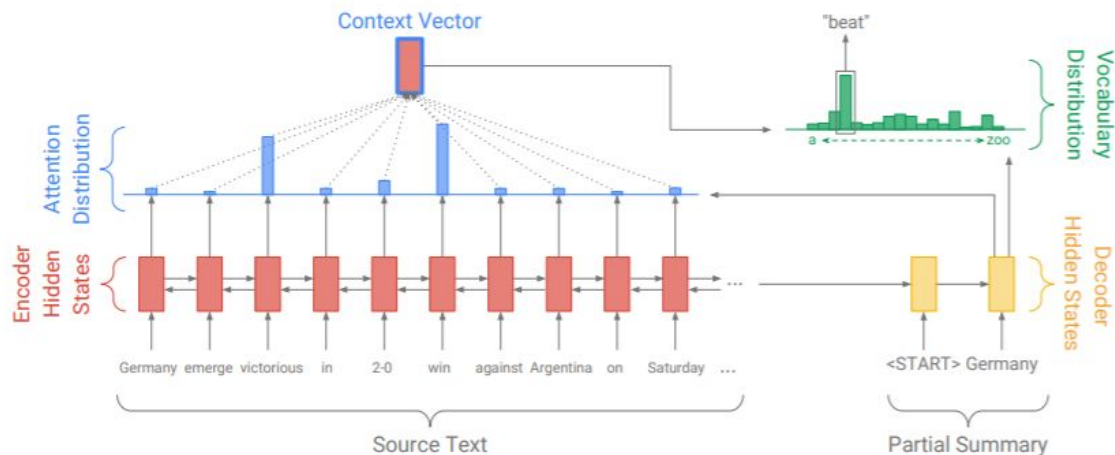 Context Vector
"beat"
Attention
Distribution
a
zoo
Vocabulary
Distribution
Encoder
Hidden
States
...
Decoder
Hidden States
Germany emerge victorious in 2-0 win against Argentina on Saturday ...
<START> Germany
Source Text
Partial Summary